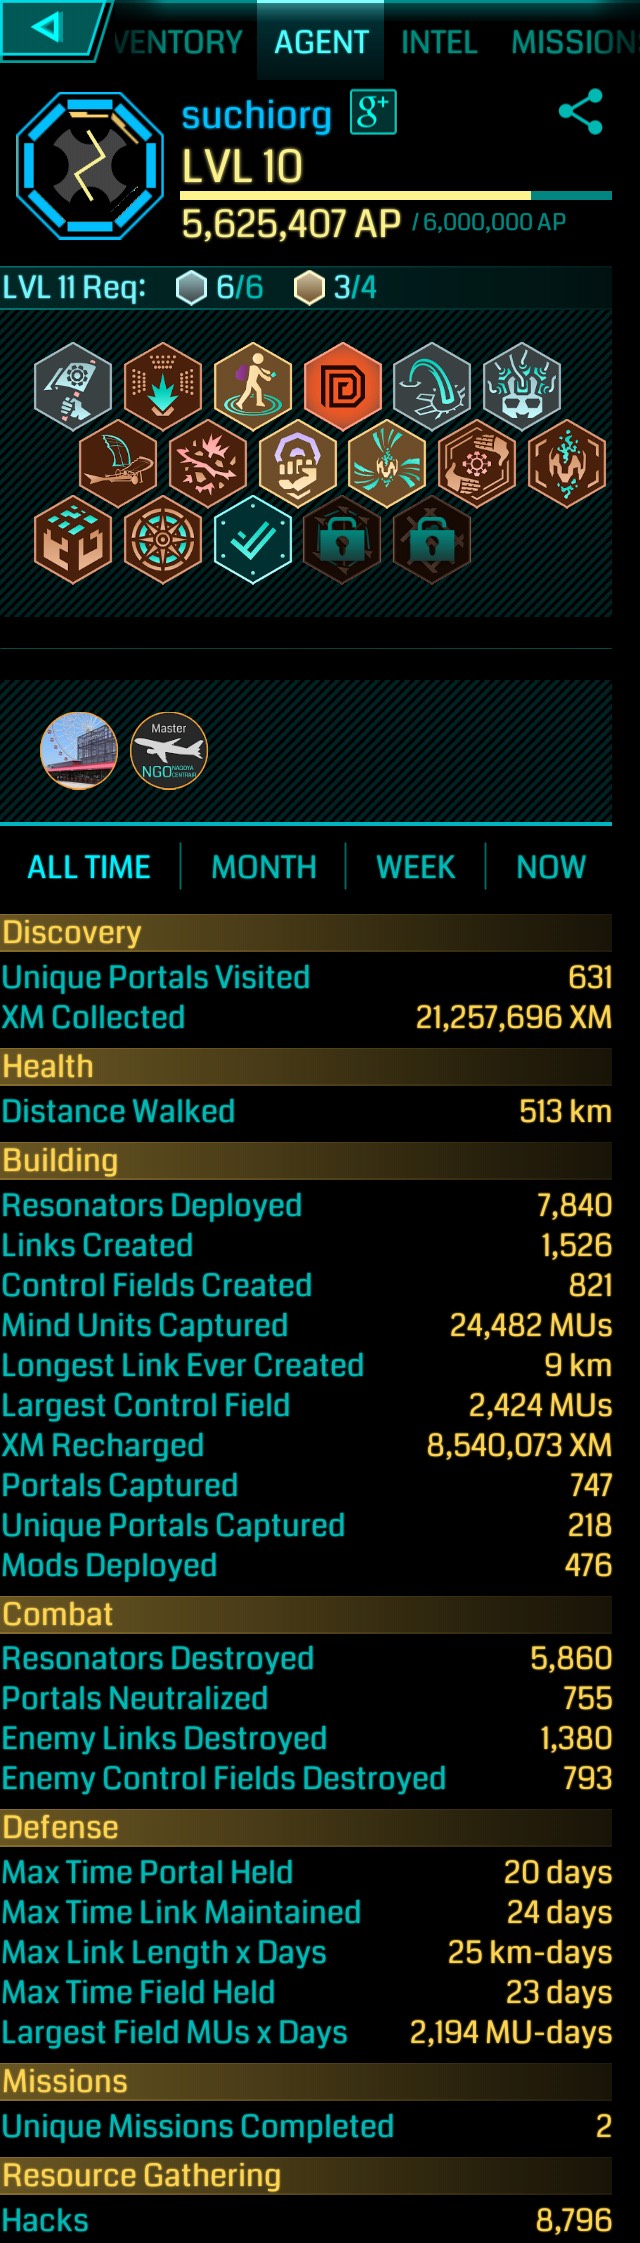 VENTORY AGENT INTEL MISSION
suchiorg g+
LVL 10
5,625,407 AP / 6,000,000 AP
LVL 11 Req: 6/6 3/4
Master
NGO NAGOYA CENTRAIR
ALL TIME MONTH WEEK NOW
Discovery
Unique Portals Visited 631
XM Collected 21,257,696 XM
Health
Distance Walked 513 km
Building
Resonators Deployed 7,840
Links Created 1,526
Control Fields Created 821
Mind Units Captured 24,482 MUs
Longest Link Ever Created 9 km
Largest Control Field 2,424 MUs
XM Recharged 8,540,073 XM
Portals Captured 747
Unique Portals Captured 218
Mods Deployed 476
Combat
Resonators Destroyed 5,860
Portals Neutralized 755
Enemy Links Destroyed 1,380
Enemy Control Fields Destroyed 793
Defense
Max Time Portal Held 20 days
Max Time Link Maintained 24 days
Max Link Length x Days 25 km-days
Max Time Field Held 23 days
Largest Field MUs x Days 2,194 MU-days
Missions
Unique Missions Completed 2
Resource Gathering
Hacks 8,796